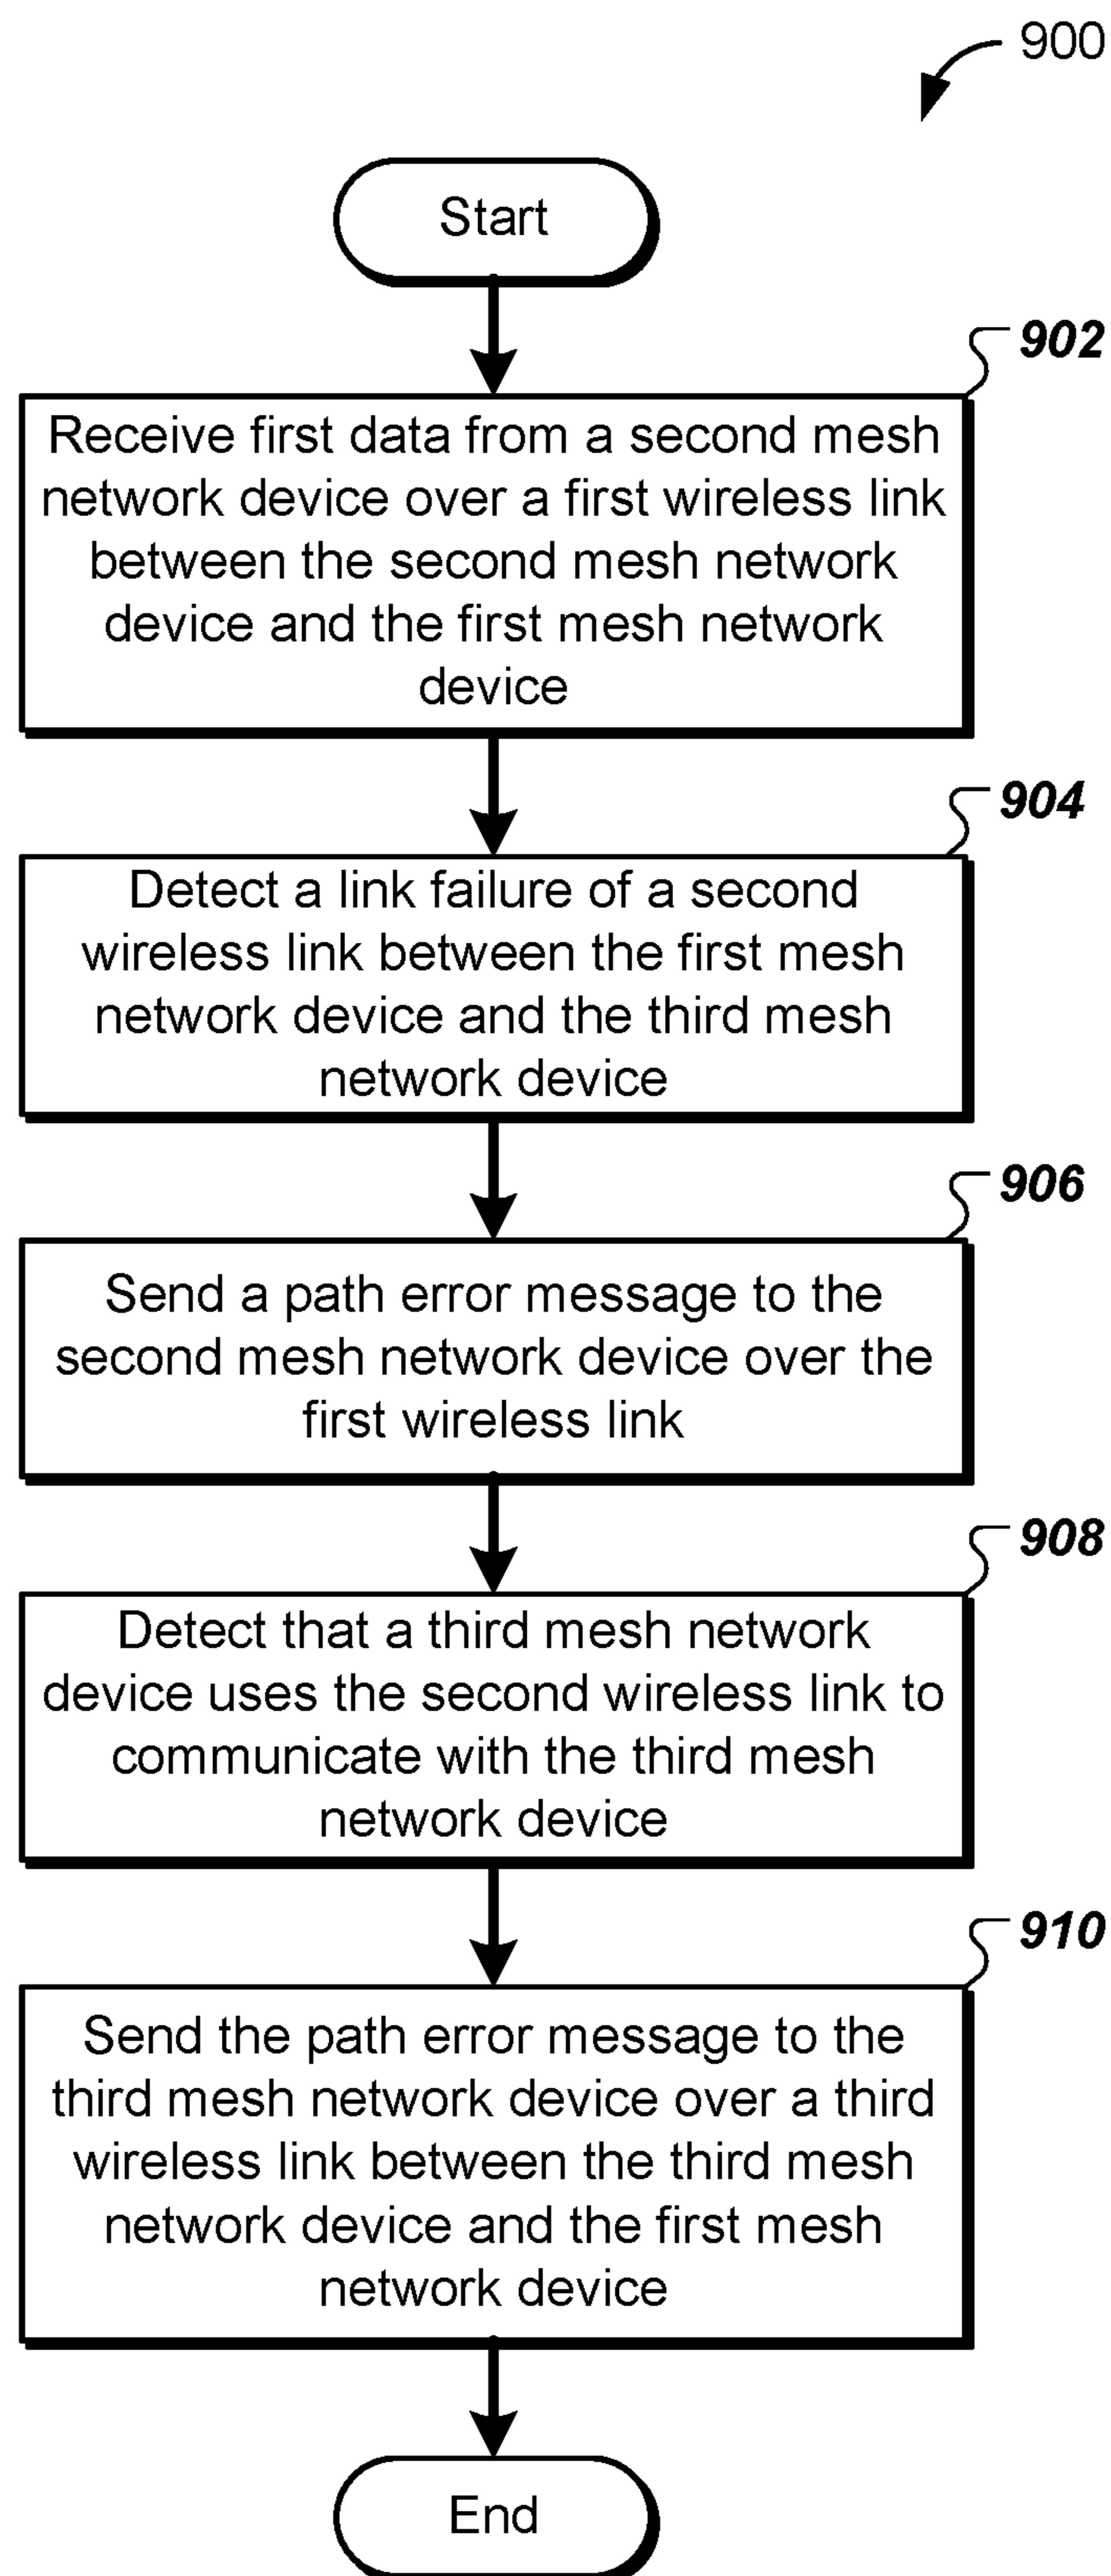 900
Start
902
Receive first data from a second mesh
network device over a first wireless link
between the second mesh network
device and the first mesh network
device
904
Detect a link failure of a second
wireless link between the first mesh
network device and the third mesh
network device
906
Send a path error message to the
second mesh network device over the
first wireless link
908
Detect that a third mesh network
device uses the second wireless link to
communicate with the third mesh
network device
910
Send the path error message to the
third mesh network device over a third
wireless link between the third mesh
network device and the first mesh
network device
End